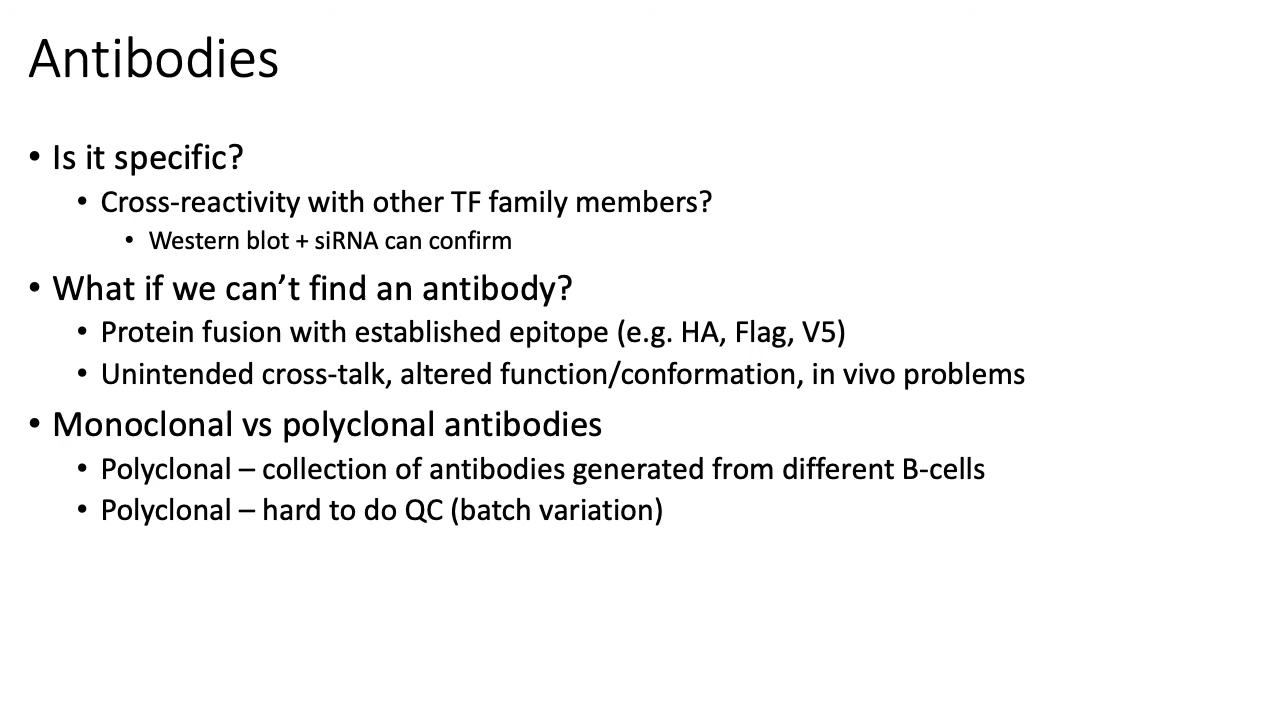 Antibodies
• Is it specific?
• Cross-reactivity with other TF family members?
• Western blot + siRNA can confirm
• What if we can’t find an antibody?
• Protein fusion with established epitope (e.g. HA, Flag, V5)
• Unintended cross-talk, altered function/conformation, in vivo problems
• Monoclonal vs polyclonal antibodies
• Polyclonal – collection of antibodies generated from different B-cells
• Polyclonal – hard to do QC (batch variation)